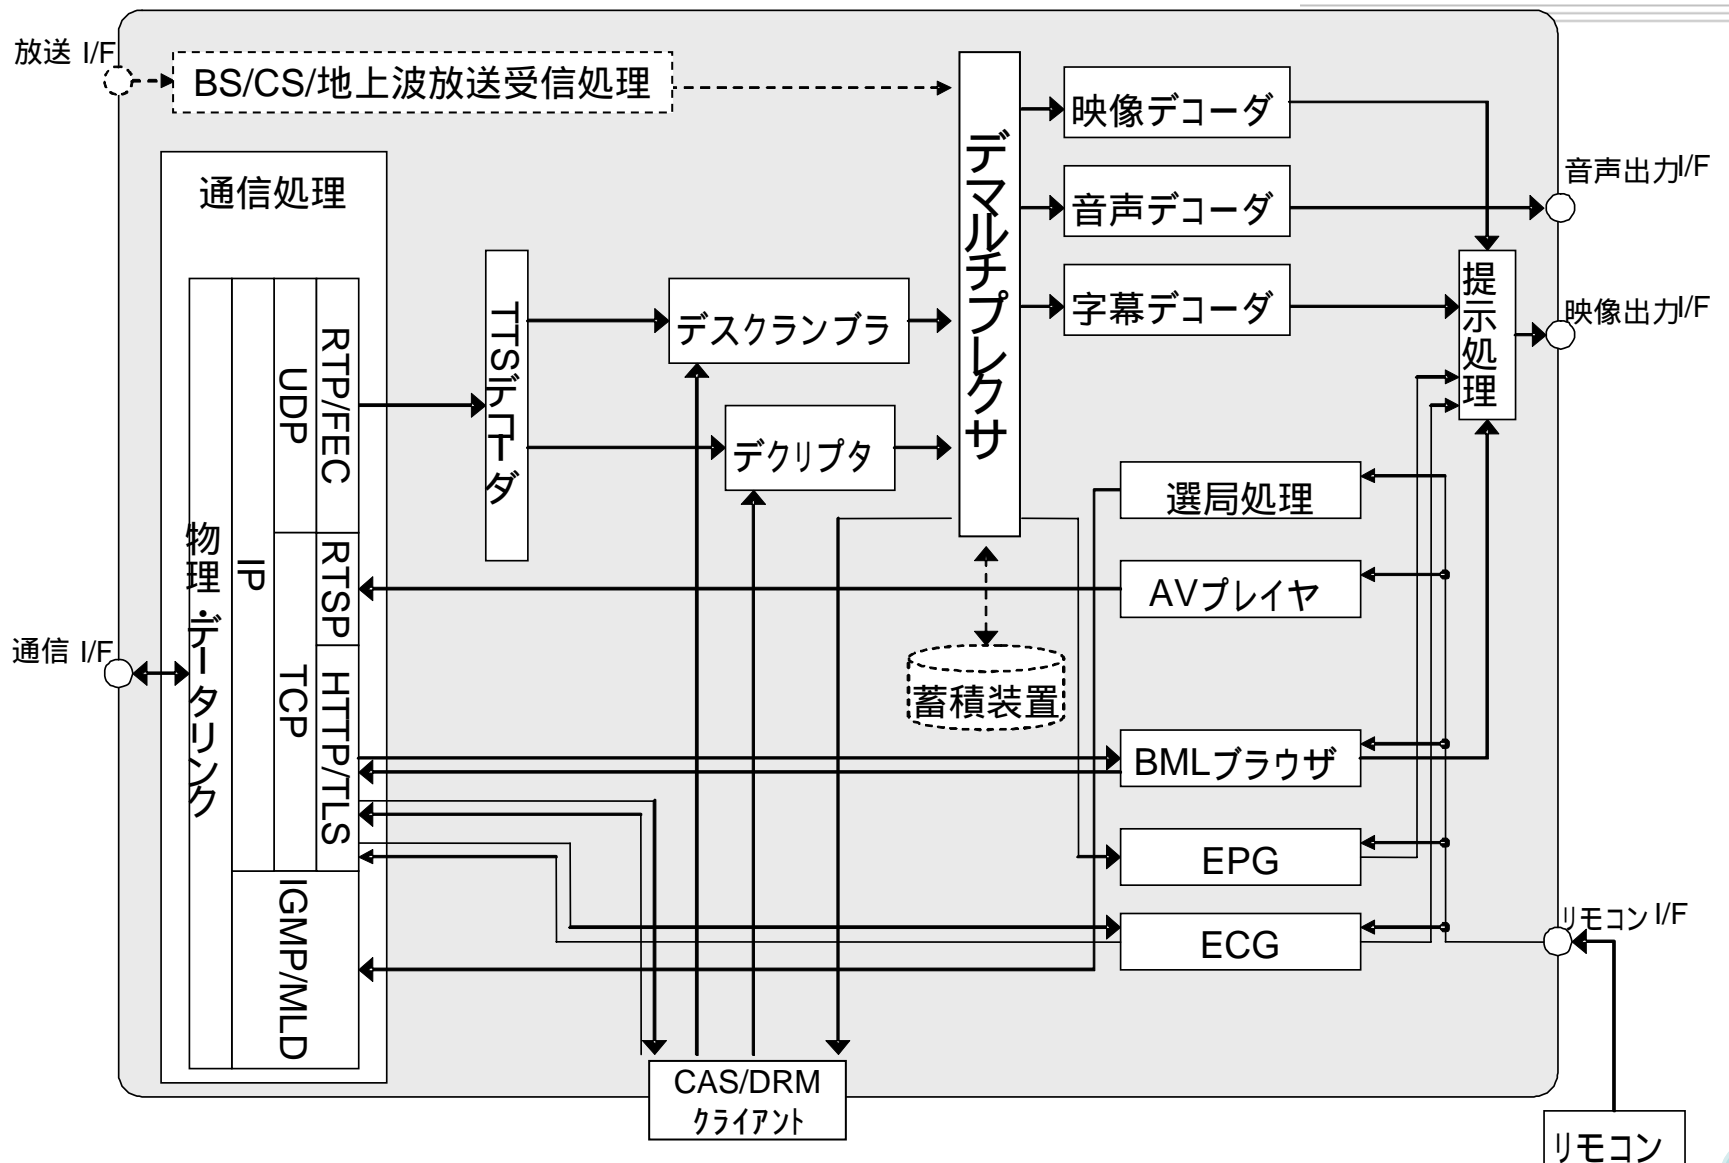 放送 I/F
BS/CS/地上波放送受信処理
通信処理
物理・データリンク
IP
UDP
TCP
RTP/FEC
RTSP
HTTP/TLS
IGMP/MLD
通信 I/F
TTSデコーダ
デスクランブラ
デクリプタ
デマルチプレクサ
蓄積装置
映像デコーダ
音声デコーダ
字幕デコーダ
提示処理
音声出力I/F
映像出力I/F
選局処理
AVプレイヤ
BMLブラウザ
EPG
ECG
リモコン I/F
CAS/DRM
クライアント
リモコン